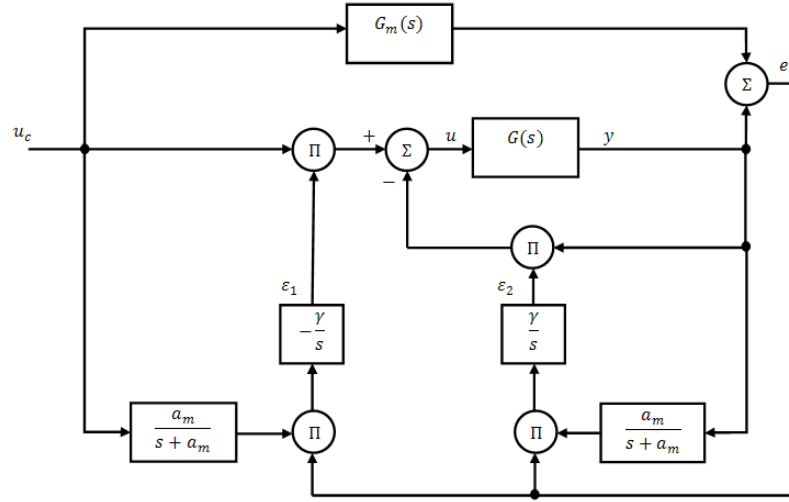 G_m(s)
Σ
e
u_c
Π
+
Σ
u
G(s)
y
−
Π
ε_1
ε_2
−γ/s
γ/s
a_m/(s + a_m)
Π
Π
a_m/(s + a_m)